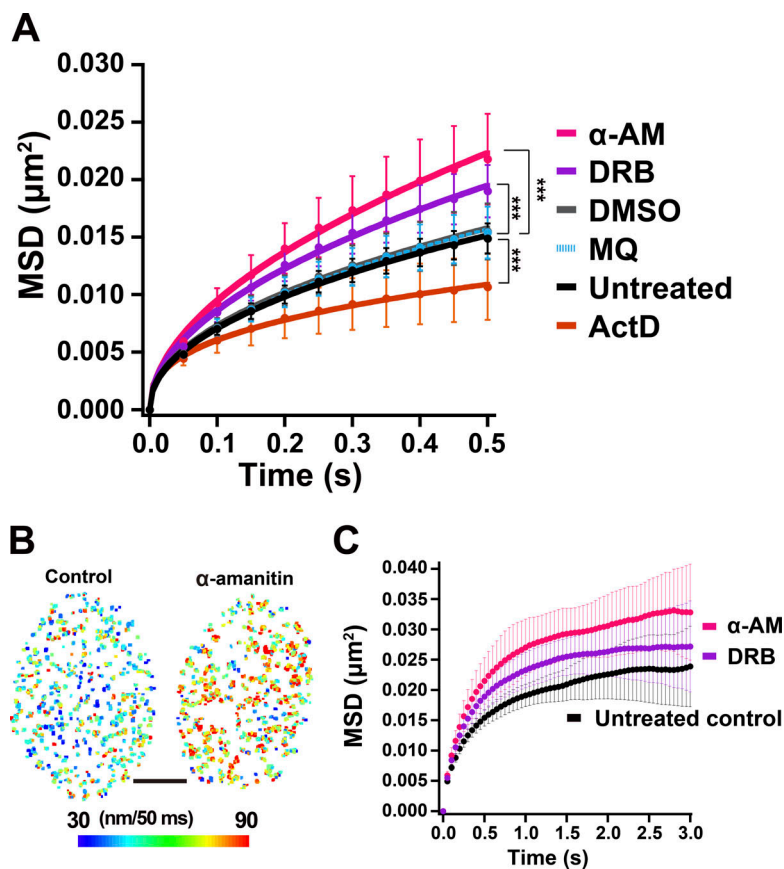 A
MSD (μm²)
0.030
0.025
0.020
0.015
0.010
0.005
0.000
0.0 0.1 0.2 0.3 0.4 0.5
Time (s)
***
***
***
α-AM
DRB
DMSO
MQ
Untreated
ActD
B
Control α-amanitin
30 (nm/50 ms) 90
C
MSD (μm²)
0.040
0.035
0.030
0.025
0.020
0.015
0.010
0.005
0.000
0.0 0.5 1.0 1.5 2.0 2.5 3.0
Time (s)
α-AM
DRB
Untreated control